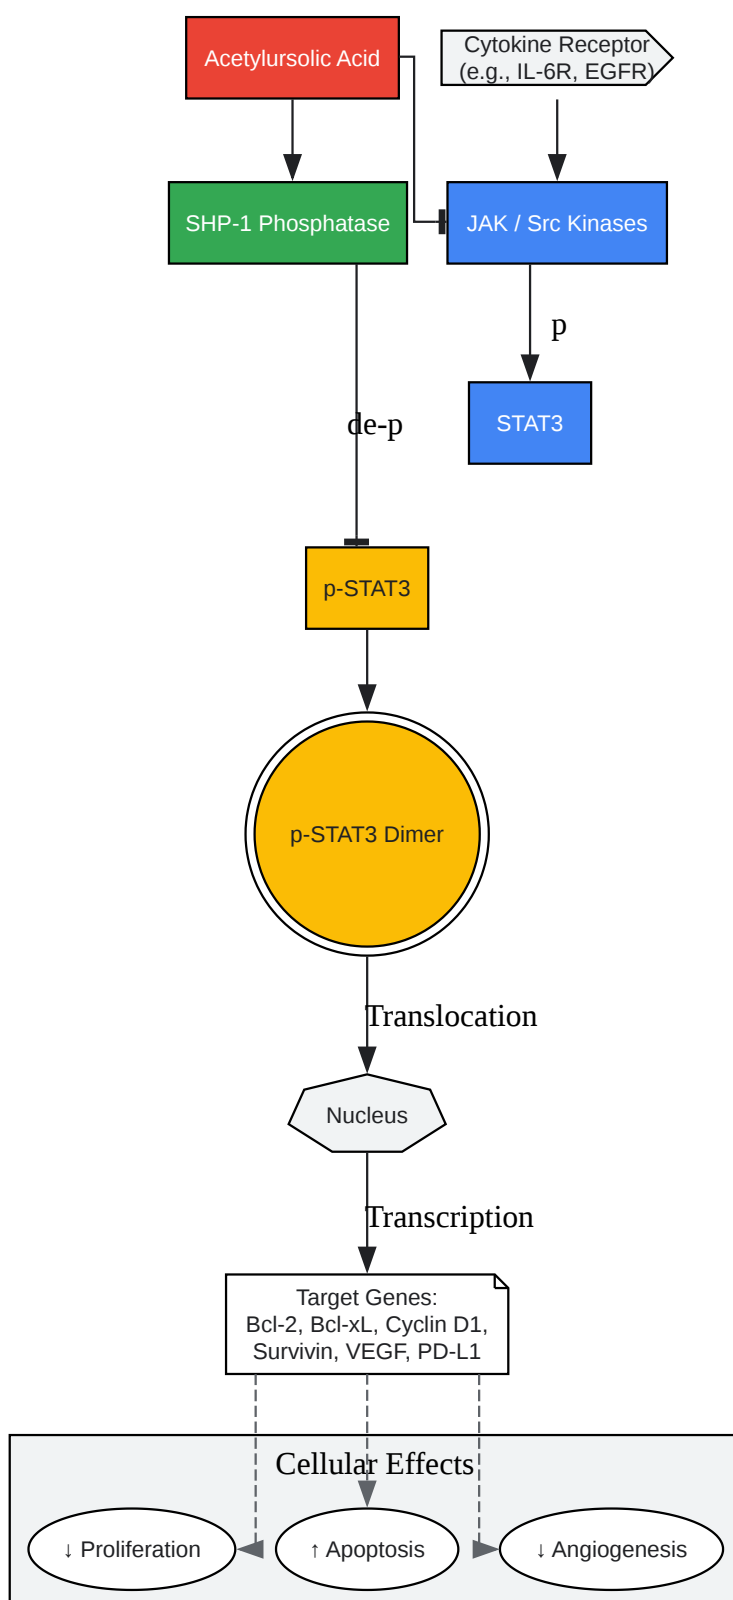 Acetylursolic Acid
Cytokine Receptor
(e.g., IL-6R, EGFR)
SHP-1 Phosphatase
JAK / Src Kinases
p
de-p
STAT3
p-STAT3
p-STAT3 Dimer
Translocation
Nucleus
Transcription
Target Genes:
Bcl-2, Bcl-xL, Cyclin D1,
Survivin, VEGF, PD-L1
Cellular Effects
↓ Proliferation
↑ Apoptosis
↓ Angiogenesis